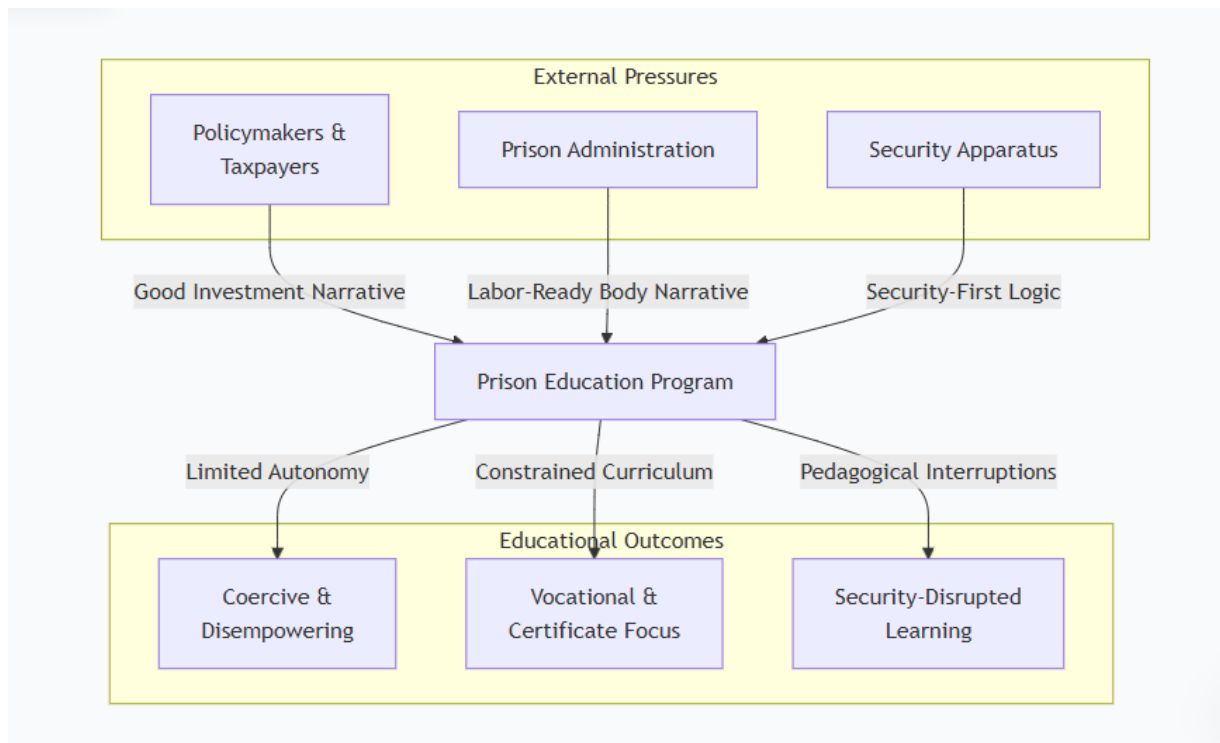 External Pressures
Policymakers &
Taxpayers
Prison Administration
Security Apparatus
Good Investment Narrative
Labor-Ready Body Narrative
Security-First Logic
Prison Education Program
Limited Autonomy
Constrained Curriculum
Pedagogical Interruptions
Educational Outcomes
Coercive &
Disempowering
Vocational &
Certificate Focus
Security-Disrupted
Learning